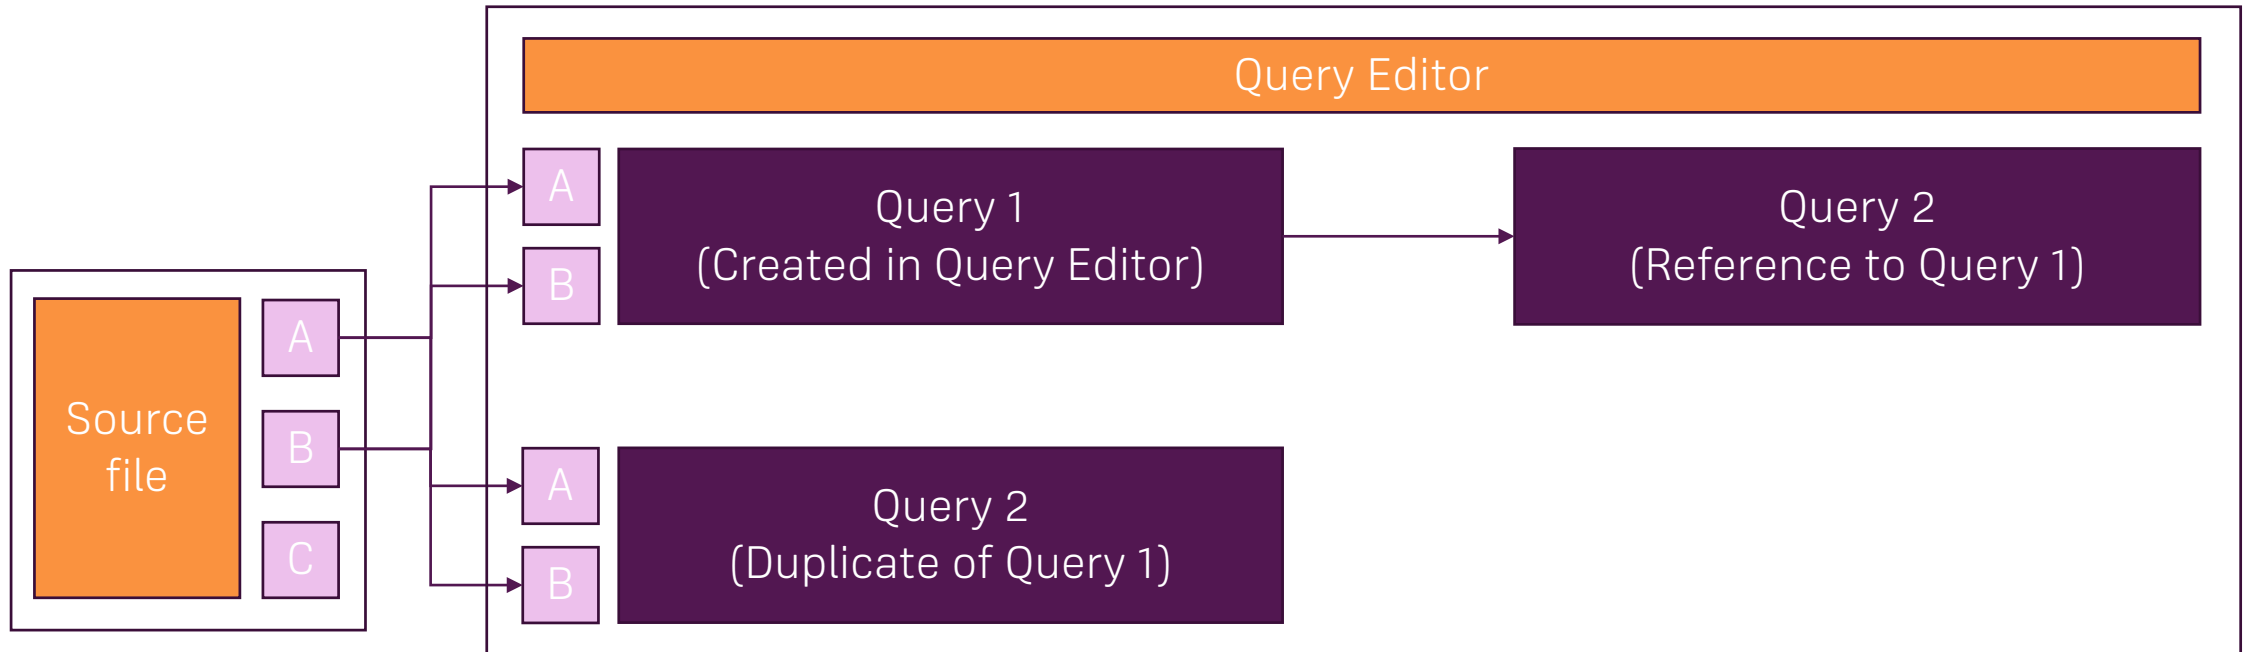 Query Editor
A
Query 1
(Created in Query Editor)
B
Query 2
(Reference to Query 1)
Source
file
A
B
C
A
Query 2
(Duplicate of Query 1)
B